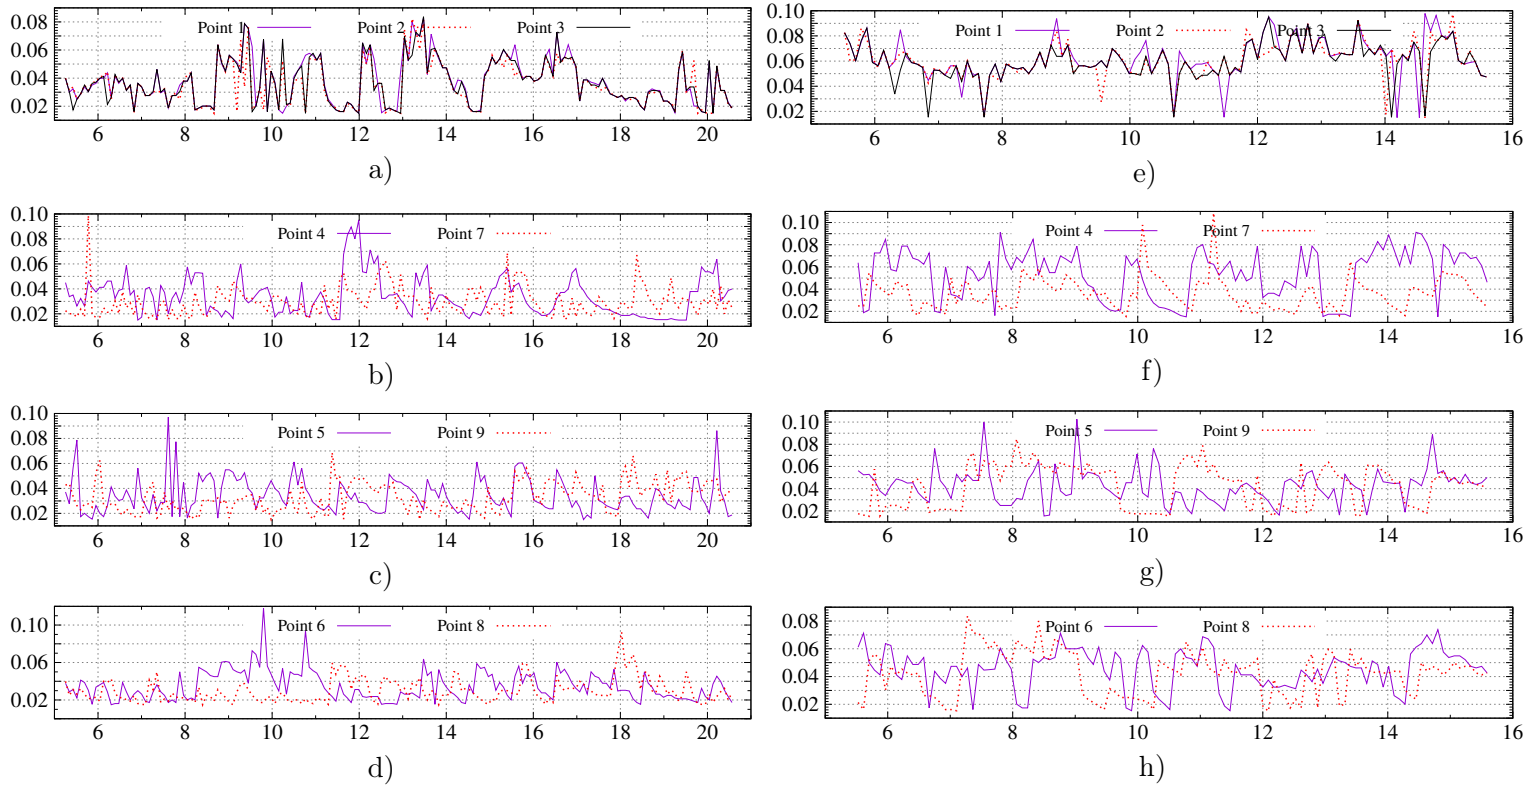 0.08 0.06 0.04 0.02
Point 1 Point 2 Point 3
6 8 10 12 14 16 18 20
a)
0.10 0.08 0.06 0.04 0.02
Point 1 Point 2 Point 3
6 8 10 12 14 16
e)
0.10 0.08 0.06 0.04 0.02
Point 4 Point 7
6 8 10 12 14 16 18 20
b)
0.10 0.08 0.06 0.04 0.02
Point 4 Point 7
6 8 10 12 14 16
f)
0.10 0.08 0.06 0.04 0.02
Point 5 Point 9
6 8 10 12 14 16 18 20
c)
0.10 0.08 0.06 0.04 0.02
Point 5 Point 9
6 8 10 12 14 16
g)
0.10 0.06 0.02
Point 6 Point 8
6 8 10 12 14 16 18 20
d)
0.08 0.06 0.04 0.02
Point 6 Point 8
6 8 10 12 14 16
h)